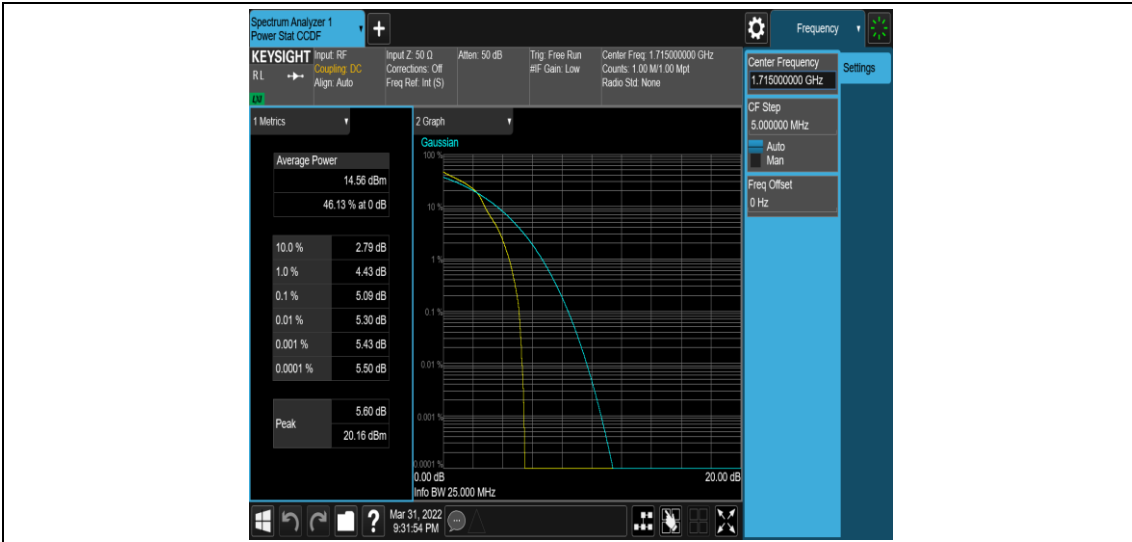 Spectrum Analyzer 1
Power Stat CCDF
+
Frequency
KEYSIGHT
R L
LNI
Input: RF
Coupling: DC
Align: Auto
Input Z: 50 Ω
Corrections: Off
Freq Ref: Int (S)
Atten: 50 dB
Trig: Free Run
#IF Gain: Low
Center Freq: 1.715000000 GHz
Counts: 1.00 M/1.00 Mpt
Radio Std: None
Center Frequency
1.715000000 GHz
Settings
CF Step
5.000000 MHz
Auto
Man
Freq Offset
0 Hz
1 Metrics
Average Power
14.56 dBm
46.13 % at 0 dB
10.0 % 2.79 dB
1.0 % 4.43 dB
0.1 % 5.09 dB
0.01 % 5.30 dB
0.001 % 5.43 dB
0.0001 % 5.50 dB
Peak
5.60 dB
20.16 dBm
2 Graph
Gaussian
100 %
10 %
1 %
0.1 %
0.01 %
0.001 %
0.0001 %
0.00 dB 20.00 dB
Info BW 25.000 MHz
?
Mar 31, 2022
9:31:54 PM